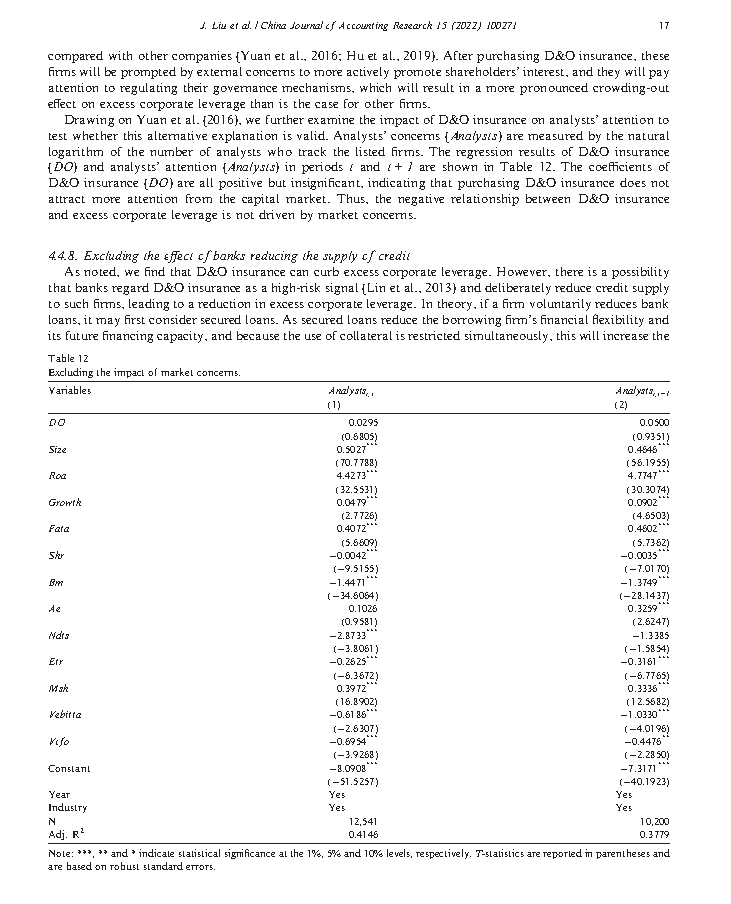 J. Liu et al. / China Journal of Accounting Research 15 (2022) 100271 17
compared with other companies (Yuan et al., 2016; Hu et al., 2019). After purchasing D&O insurance, these
firms will be prompted by external concerns to more actively promote shareholders' interest, and they will pay
attention to regulating their governance mechanisms, which will result in a more pronounced crowding-out
effect on excess corporate leverage than is the case for other firms.
Drawing on Yuan et al. (2016), we further examine the impact of D&O insurance on analysts' attention to
test whether this alternative explanation is valid. Analysts' concerns (Analysts) are measured by the natural
logarithm of the number of analysts who track the listed firms. The regression results of D&O insurance
(DO) and analysts' attention (Analysts) in periods t and t + 1 are shown in Table 12. The coefficients of
D&O insurance (DO) are all positive but insignificant, indicating that purchasing D&O insurance does not
attract more attention from the capital market. Thus, the negative relationship between D&O insurance
and excess corporate leverage is not driven by market concerns.
4.4.8. Excluding the effect of banks reducing the supply of credit
As noted, we find that D&O insurance can curb excess corporate leverage. However, there is a possibility
that banks regard D&O insurance as a high-risk signal (Lin et al., 2013) and deliberately reduce credit supply
to such firms, leading to a reduction in excess corporate leverage. In theory, if a firm voluntarily reduces bank
loans, it may first consider secured loans. As secured loans reduce the borrowing firm's financial flexibility and
its future financing capacity, and because the use of collateral is restricted simultaneously, this will increase the
Table 12
Excluding the impact of market concerns.
Variables Analystsi,t Analystsi,t+1
(1) (2)
DO 0.0295 0.0500
(0.6805) (0.9351)
Size 0.5027*** 0.4646***
(70.7788) (56.1955)
Roa 4.4273*** 4.7747***
(32.5531) (30.3074)
Growth 0.0479*** 0.0902***
(2.7726) (4.6503)
Fata 0.4072*** 0.4602***
(5.6609) (5.7362)
Shr −0.0042*** −0.0035***
(−9.5155) (−7.0170)
Bm −1.4471*** −1.3749***
(−34.6064) (−28.1437)
Ae 0.1026 0.3259***
(0.9581) (2.6247)
Ndts −2.8733*** −1.3385
(−3.8061) (−1.5854)
Etr −0.2625*** −0.3161***
(−6.3672) (−6.7765)
Msh 0.3972*** 0.3336***
(16.8902) (12.5682)
Vebitta −0.6186*** −1.0330***
(−2.6307) (−4.0196)
Vcfo −0.6954*** −0.4476**
(−3.9268) (−2.2850)
Constant −8.0908*** −7.3171***
(−51.5257) (−40.1923)
Year Yes Yes
Industry Yes Yes
N 12,541 10,200
Adj. R2 0.4146 0.3779
Note: ***, ** and * indicate statistical significance at the 1%, 5% and 10% levels, respectively. T-statistics are reported in parentheses and
are based on robust standard errors.